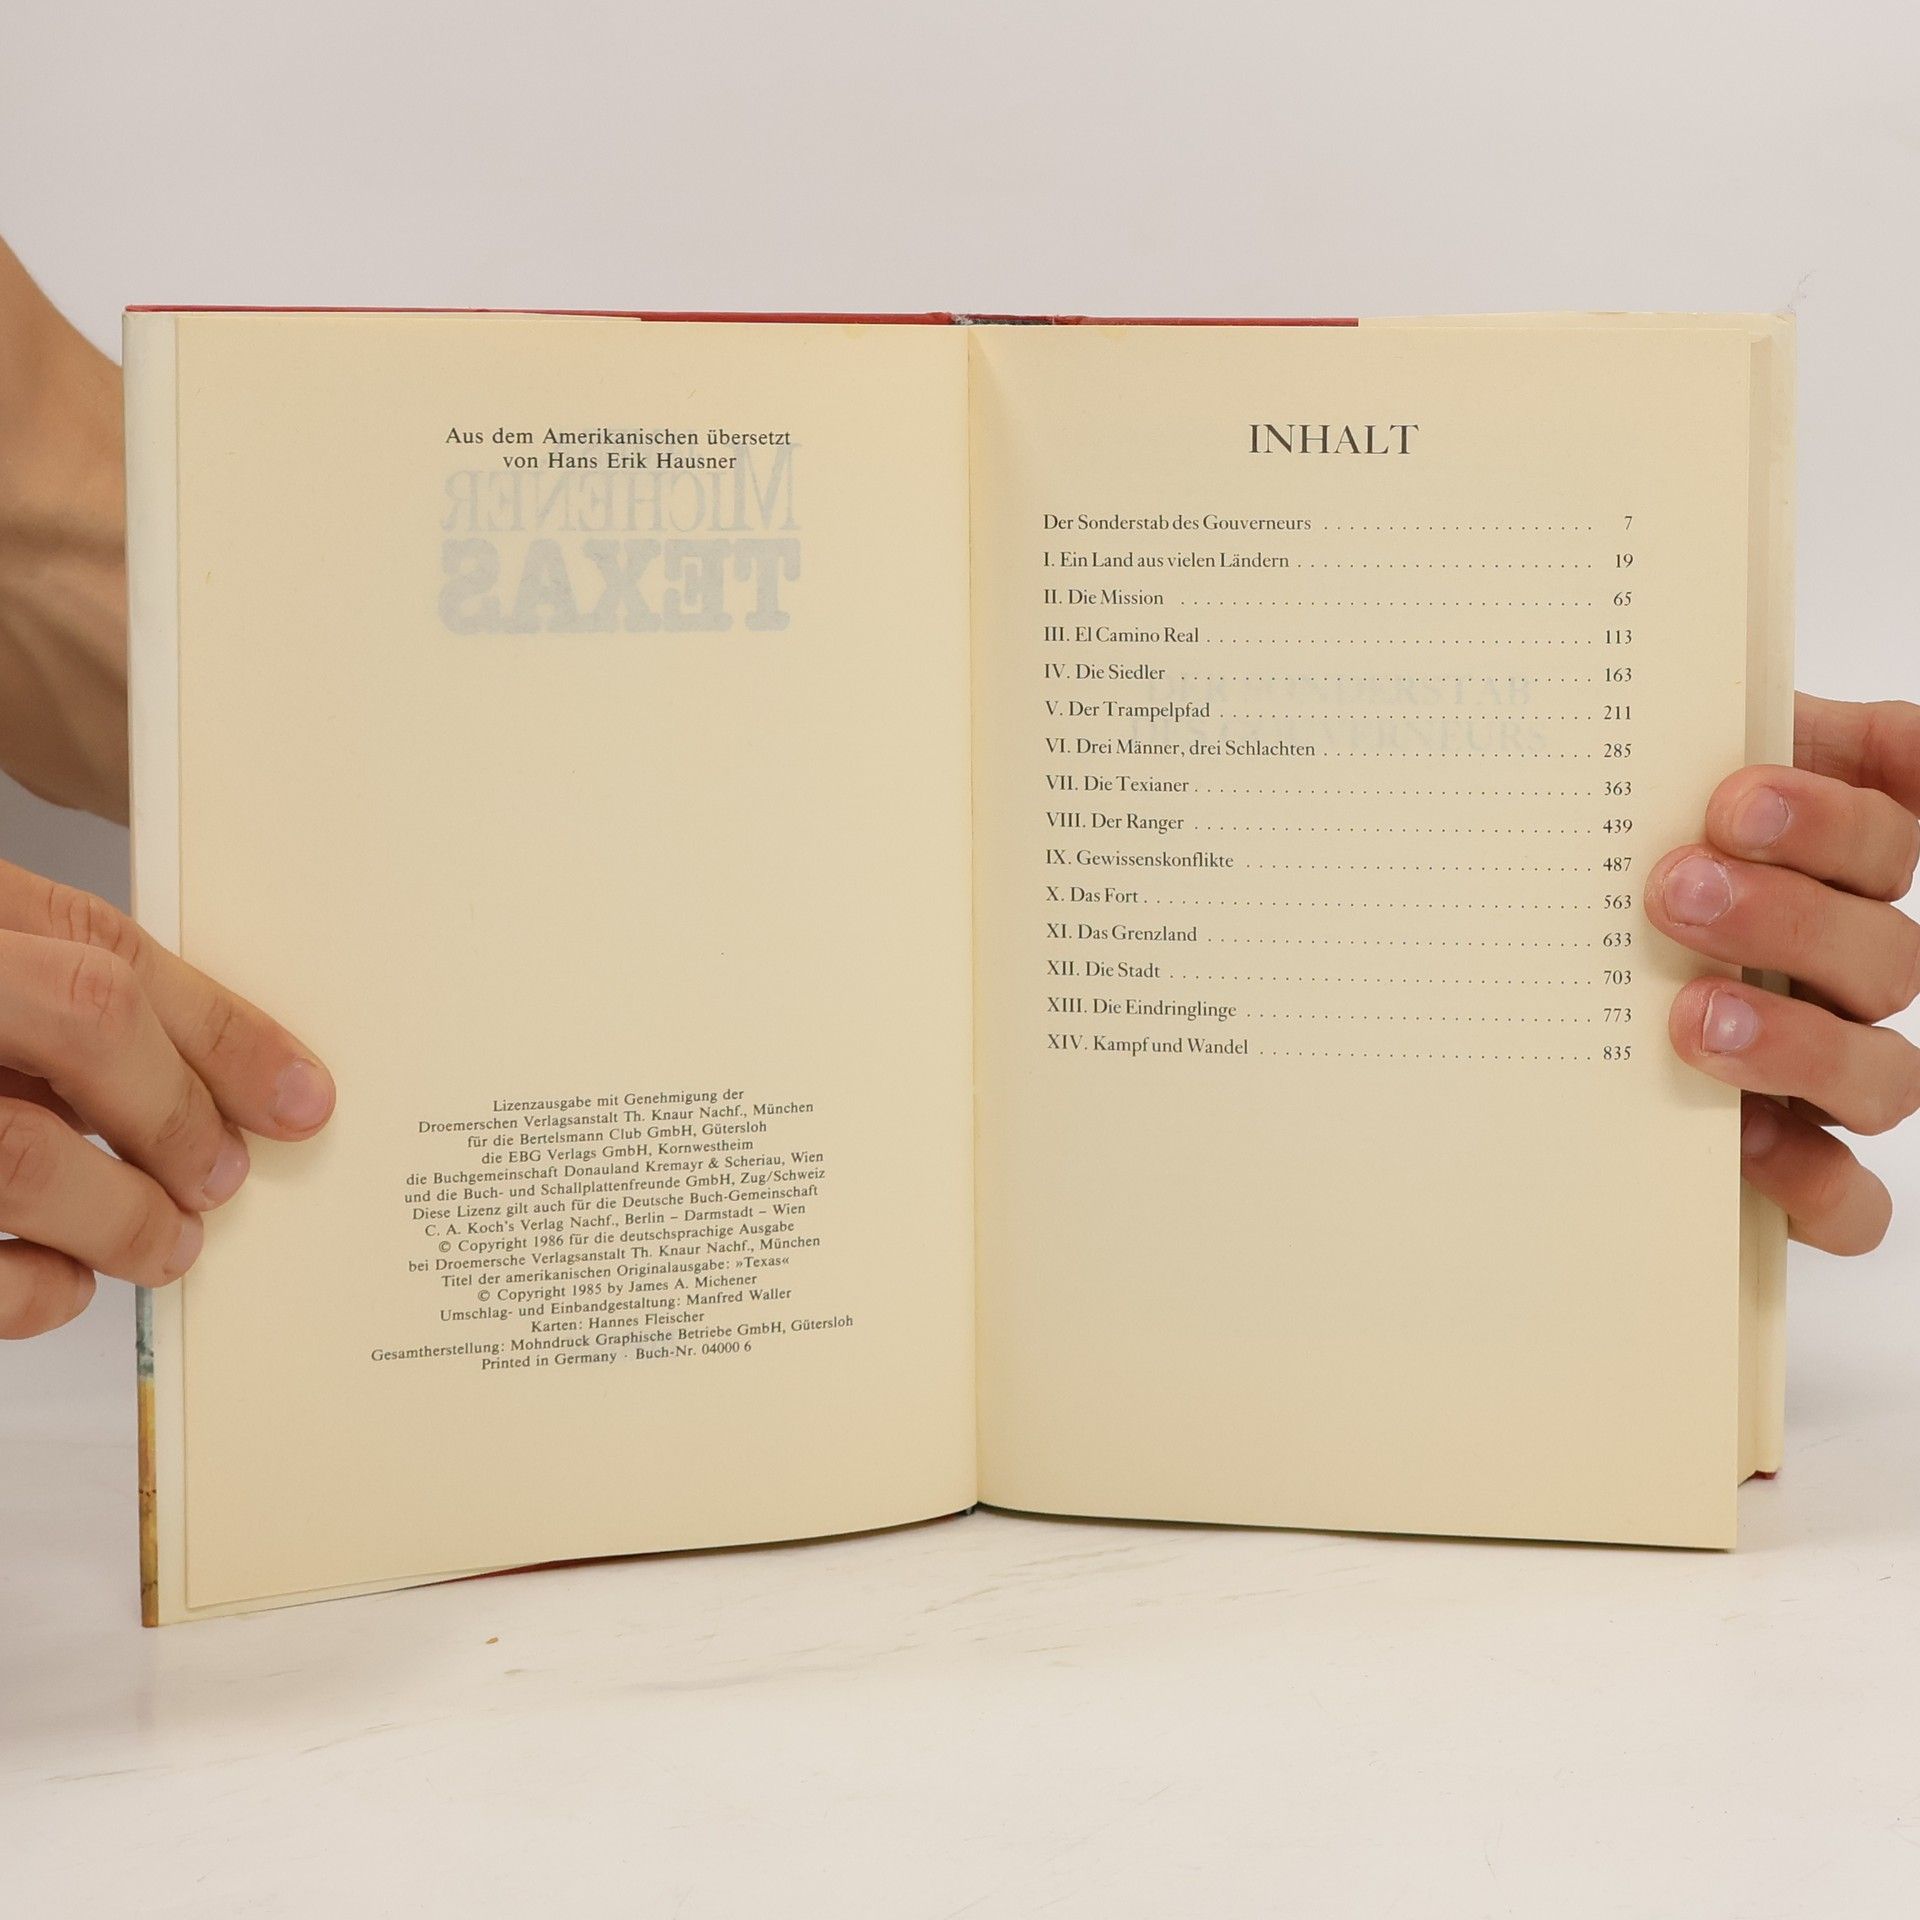 Aus dem Amerikanischen übersetzt
von Hans Erik Hausner
MICHENER
TEXAS
Lizenzausgabe mit Genehmigung der
Droemerschen Verlagsanstalt Th. Knaur Nachf., München
für die Bertelsmann Club GmbH, Gütersloh
die EBG Verlags GmbH, Kornwestheim
die Buchgemeinschaft Donauland Kremayr & Scheriau, Wien
und die Buch- und Schallplattenfreunde GmbH, Zug/Schweiz
Diese Lizenz gilt auch für die Deutsche Buch-Gemeinschaft
C. A. Koch's Verlag Nachf., Berlin – Darmstadt – Wien
© Copyright 1986 für die deutschsprachige Ausgabe
bei Droemersche Verlagsanstalt Th. Knaur Nachf., München
Titel der amerikanischen Originalausgabe: »Texas«
© Copyright 1985 by James A. Michener
Umschlag- und Einbandgestaltung: Manfred Waller
Karten: Hannes Fleischer
Gesamtherstellung: Mohndruck Graphische Betriebe GmbH, Gütersloh
Printed in Germany · Buch-Nr. 04000 6
INHALT
Der Sonderstab des Gouverneurs . . . . . . . . . . . . . . . . . . . . . 7
I. Ein Land aus vielen Ländern . . . . . . . . . . . . . . . . . . . . . . . 19
II. Die Mission . . . . . . . . . . . . . . . . . . . . . . . . . . . . . . . . 65
III. El Camino Real . . . . . . . . . . . . . . . . . . . . . . . . . . . . . . 113
IV. Die Siedler . . . . . . . . . . . . . . . . . . . . . . . . . . . . . . . . 163
V. Der Trampelpfad . . . . . . . . . . . . . . . . . . . . . . . . . . . . . 211
VI. Drei Männer, drei Schlachten . . . . . . . . . . . . . . . . . . . . . 285
VII. Die Texianer . . . . . . . . . . . . . . . . . . . . . . . . . . . . . . . 363
VIII. Der Ranger . . . . . . . . . . . . . . . . . . . . . . . . . . . . . . . 439
IX. Gewissenskonflikte . . . . . . . . . . . . . . . . . . . . . . . . . . . 487
X. Das Fort . . . . . . . . . . . . . . . . . . . . . . . . . . . . . . . . . . . 563
XI. Das Grenzland . . . . . . . . . . . . . . . . . . . . . . . . . . . . . . 633
XII. Die Stadt . . . . . . . . . . . . . . . . . . . . . . . . . . . . . . . . . 703
XIII. Die Eindringlinge . . . . . . . . . . . . . . . . . . . . . . . . . . . 773
XIV. Kampf und Wandel . . . . . . . . . . . . . . . . . . . . . . . . . . 835
DER SONDERSTAB
DES GOUVERNEURS